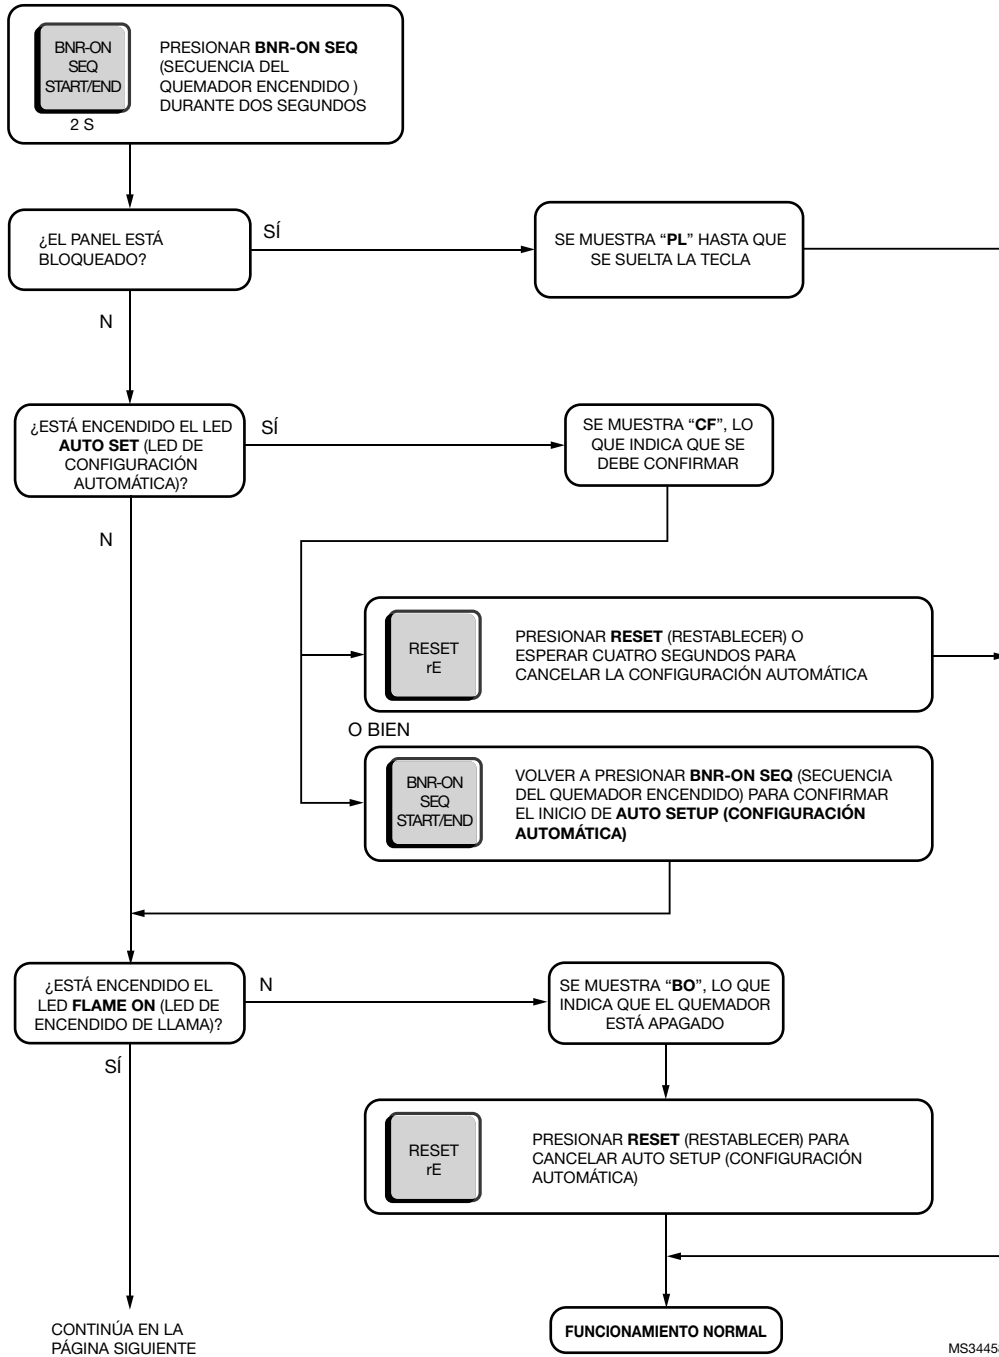 BNR-ON
SEQ
START/END
2 S
PRESIONAR BNR-ON SEQ
(SECUENCIA DEL
QUEMADOR ENCENDIDO )
DURANTE DOS SEGUNDOS
¿EL PANEL ESTÁ
BLOQUEADO?
SÍ
SE MUESTRA “PL” HASTA QUE
SE SUELTA LA TECLA
N
¿ESTÁ ENCENDIDO EL LED
AUTO SET (LED DE
CONFIGURACIÓN
AUTOMÁTICA)?
SÍ
SE MUESTRA “CF”, LO
QUE INDICA QUE SE
DEBE CONFIRMAR
N
RESET
rE
PRESIONAR RESET (RESTABLECER) O
ESPERAR CUATRO SEGUNDOS PARA
CANCELAR LA CONFIGURACIÓN AUTOMÁTICA
O BIEN
BNR-ON
SEQ
START/END
VOLVER A PRESIONAR BNR-ON SEQ (SECUENCIA
DEL QUEMADOR ENCENDIDO) PARA CONFIRMAR
EL INICIO DE AUTO SETUP (CONFIGURACIÓN
AUTOMÁTICA)
¿ESTÁ ENCENDIDO EL
LED FLAME ON (LED DE
ENCENDIDO DE LLAMA)?
N
SE MUESTRA “BO”, LO QUE
INDICA QUE EL QUEMADOR
ESTÁ APAGADO
SÍ
RESET
rE
PRESIONAR RESET (RESTABLECER) PARA
CANCELAR AUTO SETUP (CONFIGURACIÓN
AUTOMÁTICA)
CONTINÚA EN LA
PÁGINA SIGUIENTE
FUNCIONAMIENTO NORMAL